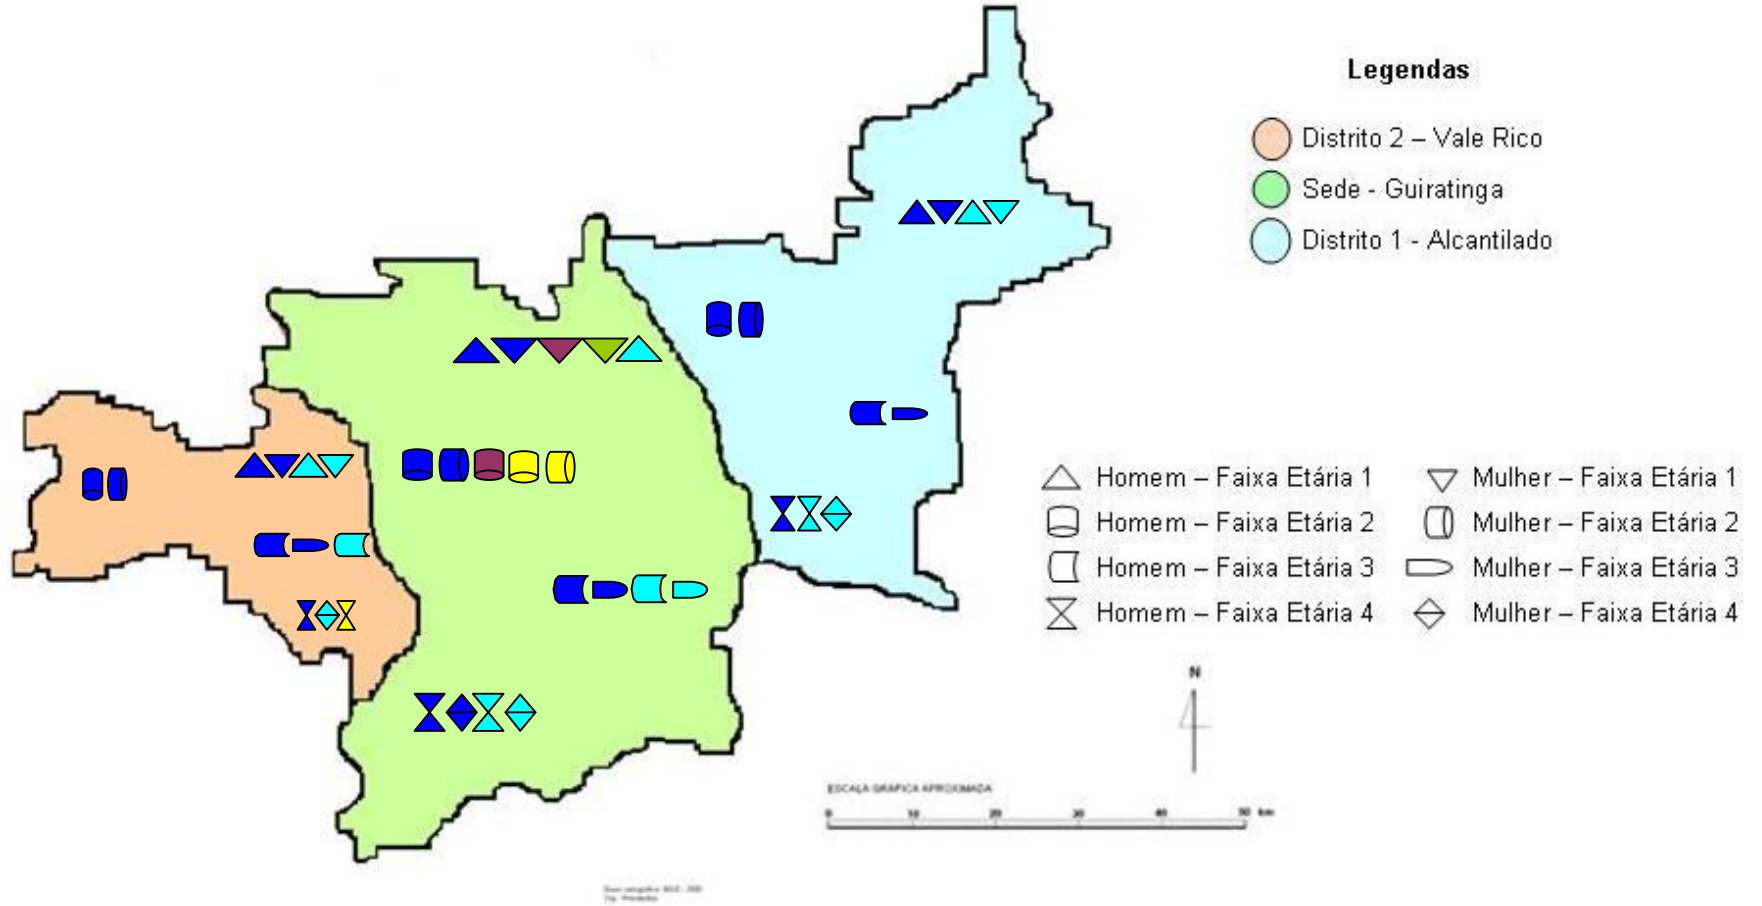 Legendas
Distrito 2 – Vale Rico
Sede - Guiratinga
Distrito 1 - Alcantilado
Homem – Faixa Etária 1
Mulher – Faixa Etária 1
Homem – Faixa Etária 2
Mulher – Faixa Etária 2
Homem – Faixa Etária 3
Mulher – Faixa Etária 3
Homem – Faixa Etária 4
Mulher – Faixa Etária 4
N
ESCALA GRÁFICA APROXIMADA
0 10 20 30 40 50 km